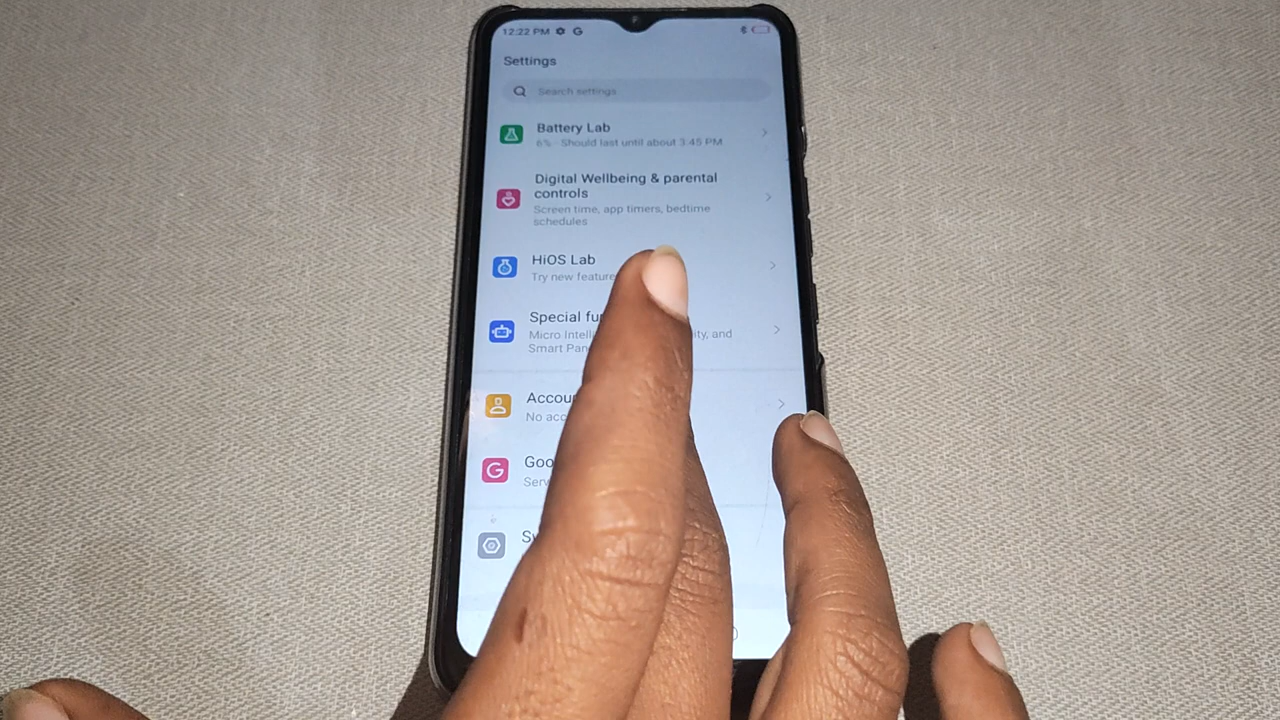 12:22 PM
Settings
Search settings
Battery Lab
6% - Should last until about 3:45 PM
Digital Wellbeing & parental
controls
Screen time, app timers, bedtime
schedules
HiOS Lab
Try new feature
Special fu
Micro Intelli ity, and
Smart Pan
Accou
No acc
Goo
Serv
Sy